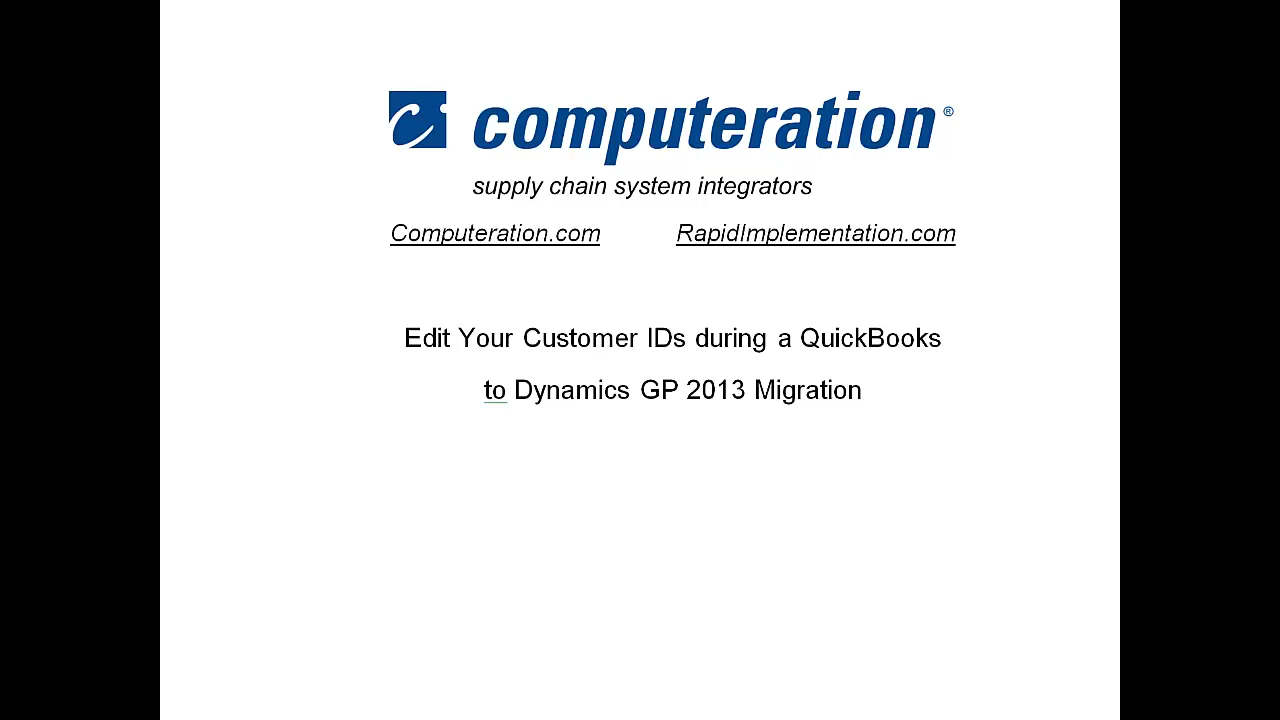 computeration®
supply chain system integrators
Computeration.com RapidImplementation.com
Edit Your Customer IDs during a QuickBooks
to Dynamics GP 2013 Migration